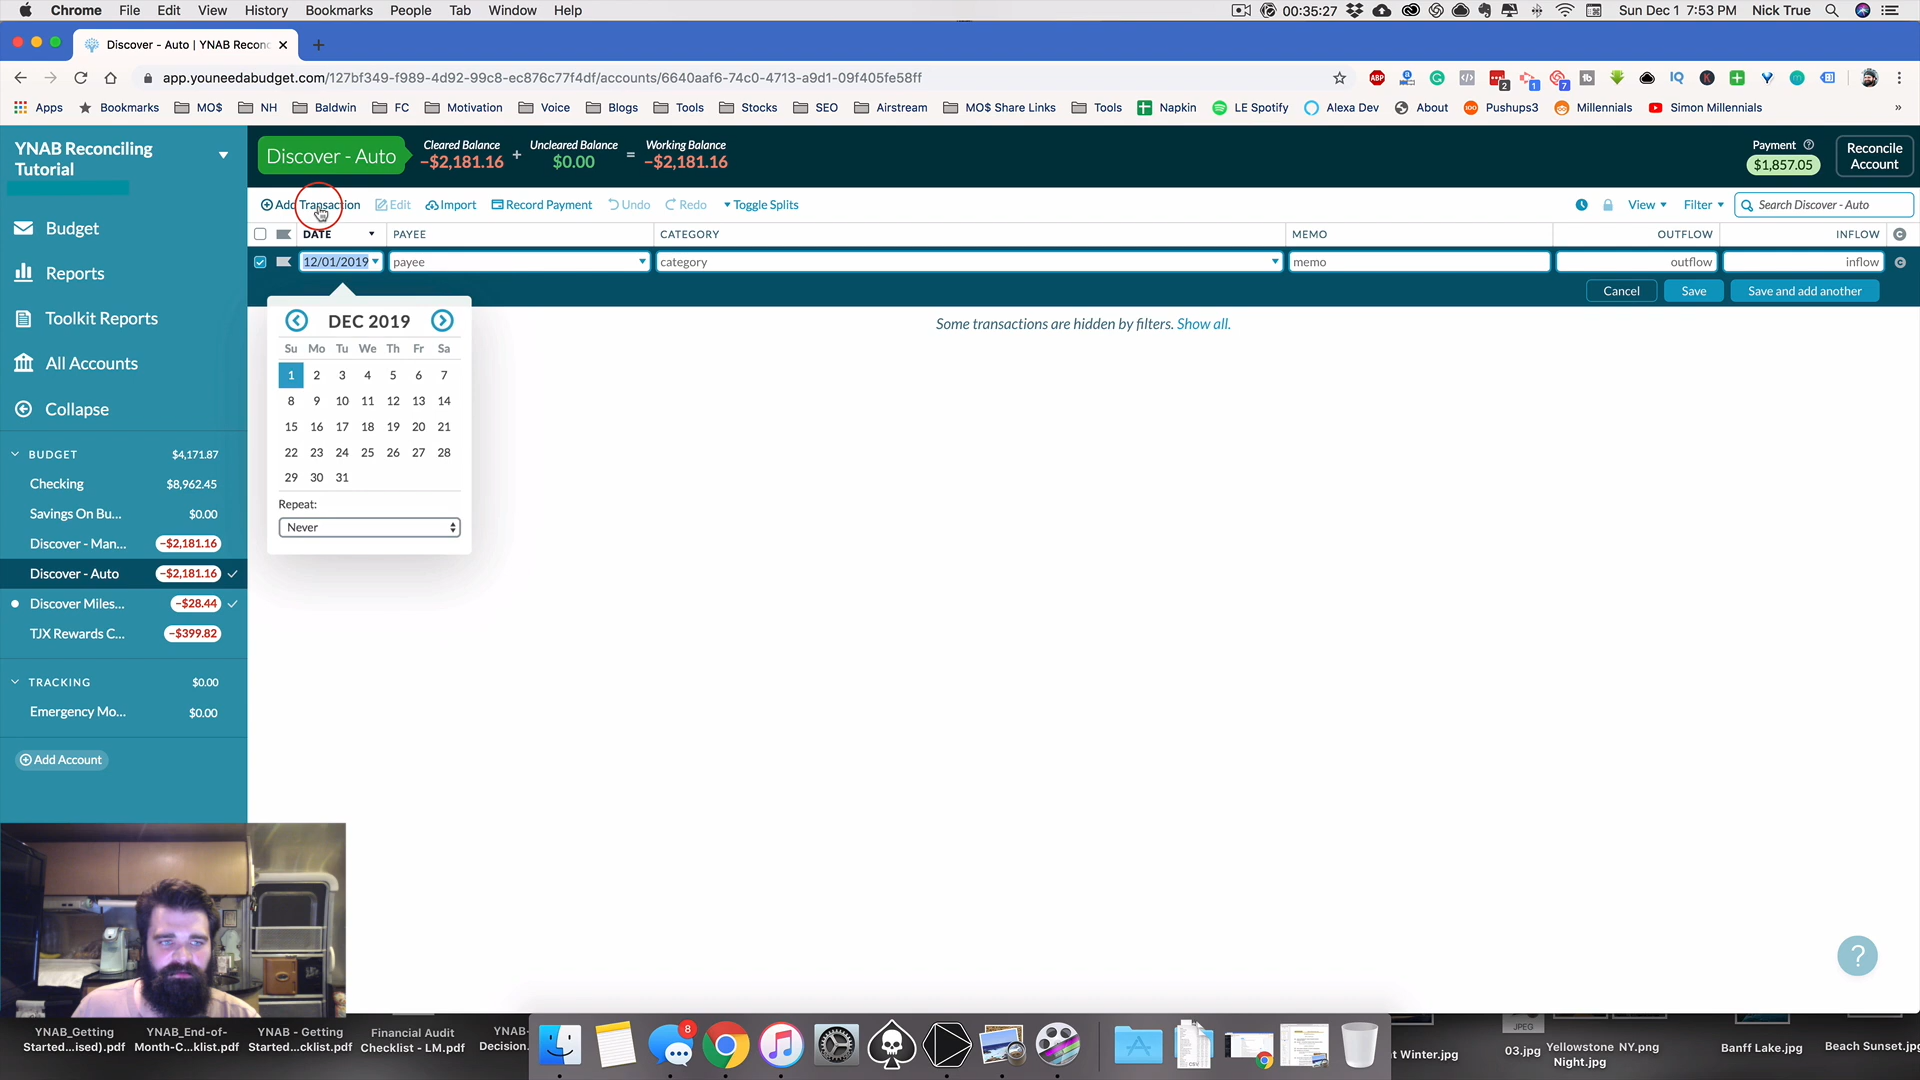 Chrome File Edit View History Bookmarks People Tab Window Help 00:35:27 Sun Dec 1 7:53 PM Nick True
Discover - Auto | YNAB Reconc
app.youneedabudget.com/127bf349-f989-4d92-99c8-ec876c77f4df/accounts/6640aaf6-74c0-4713-a9d1-09f405fe58ff
Apps Bookmarks MO$ NH Baldwin FC Motivation Voice Blogs Tools Stocks SEO Airstream MO$ Share Links Tools Napkin LE Spotify Alexa Dev About Pushups3 Millennials Simon Millennials »
YNAB Reconciling
Tutorial
Discover - Auto
Cleared Balance
-$2,181.16
+
Uncleared Balance
$0.00
=
Working Balance
-$2,181.16
Payment
$1,857.05
Reconcile
Account
Add Transaction Edit Import Record Payment Undo Redo Toggle Splits View Filter Search Discover - Auto
DATE PAYEE CATEGORY MEMO OUTFLOW INFLOW
12/01/2019 payee category memo outflow inflow
Cancel Save Save and add another
Some transactions are hidden by filters. Show all.
DEC 2019
Su Mo Tu We Th Fr Sa
1 2 3 4 5 6 7
8 9 10 11 12 13 14
15 16 17 18 19 20 21
22 23 24 25 26 27 28
29 30 31
Repeat:
Never
Budget
Reports
Toolkit Reports
All Accounts
Collapse
BUDGET $4,171.87
Checking $8,962.45
Savings On Bu... $0.00
Discover - Man... -$2,181.16
Discover - Auto -$2,181.16
Discover Miles... -$28.44
TJX Rewards C... -$399.82
TRACKING $0.00
Emergency Mo... $0.00
Add Account
?
YNAB_Getting
Started...ised).pdf
YNAB_End-of-
Month-C...klist.pdf
YNAB - Getting
Started...cklist.pdf
Financial Audit
Checklist - LM.pdf
YNAB-
Decision.
8
t Winter.jpg
JPEG
03.jpg
Yellowstone
Night.jpg
NY.png
Banff Lake.jpg
Beach Sunset.jp